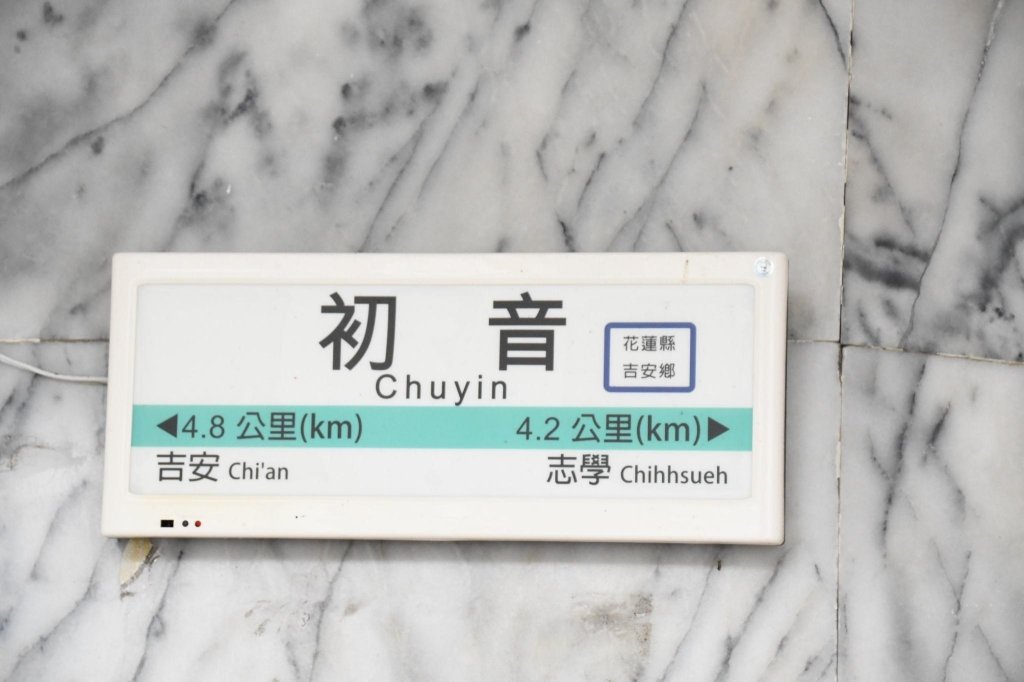 初音
Chuyin
花蓮縣
吉安鄉
◀4.8 公里(km)
4.2 公里(km)▶
吉安 Chi'an
志學 Chihhsueh